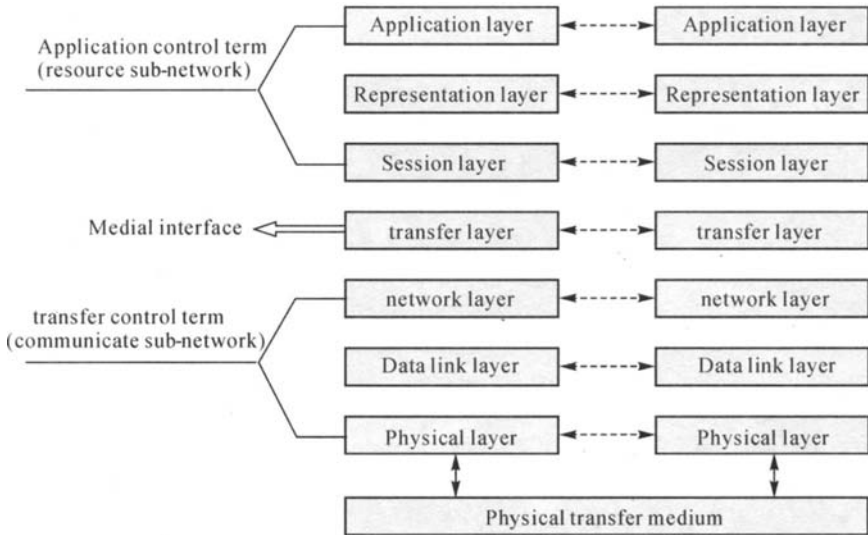 Application control term
(resource sub-network)
Application layer
Application layer
Representation layer
Representation layer
Session layer
Session layer
Medial interface
transfer layer
transfer layer
transfer control term
(communicate sub-network)
network layer
network layer
Data link layer
Data link layer
Physical layer
Physical layer
Physical transfer medium